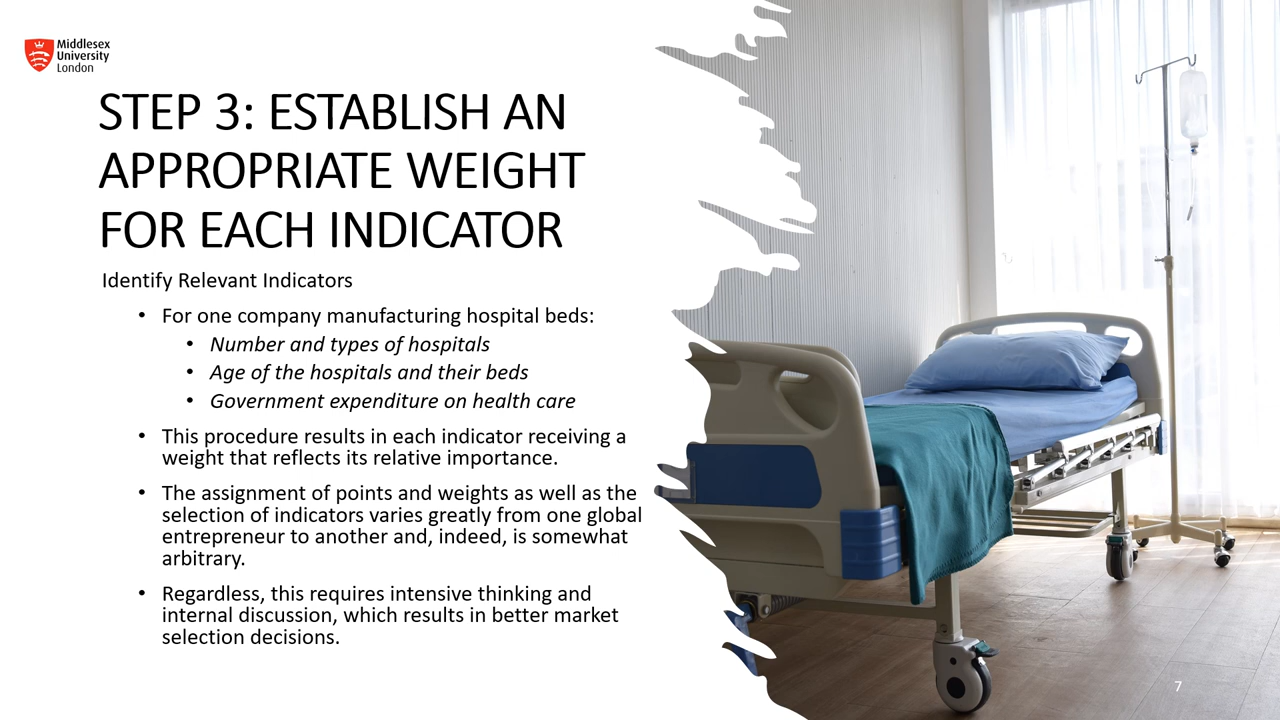 Middlesex
University
London
STEP 3: ESTABLISH AN
APPROPRIATE WEIGHT
FOR EACH INDICATOR
Identify Relevant Indicators
• For one company manufacturing hospital beds:
• Number and types of hospitals
• Age of the hospitals and their beds
• Government expenditure on health care
• This procedure results in each indicator receiving a
weight that reflects its relative importance.
• The assignment of points and weights as well as the
selection of indicators varies greatly from one global
entrepreneur to another and, indeed, is somewhat
arbitrary.
• Regardless, this requires intensive thinking and
internal discussion, which results in better market
selection decisions.
7